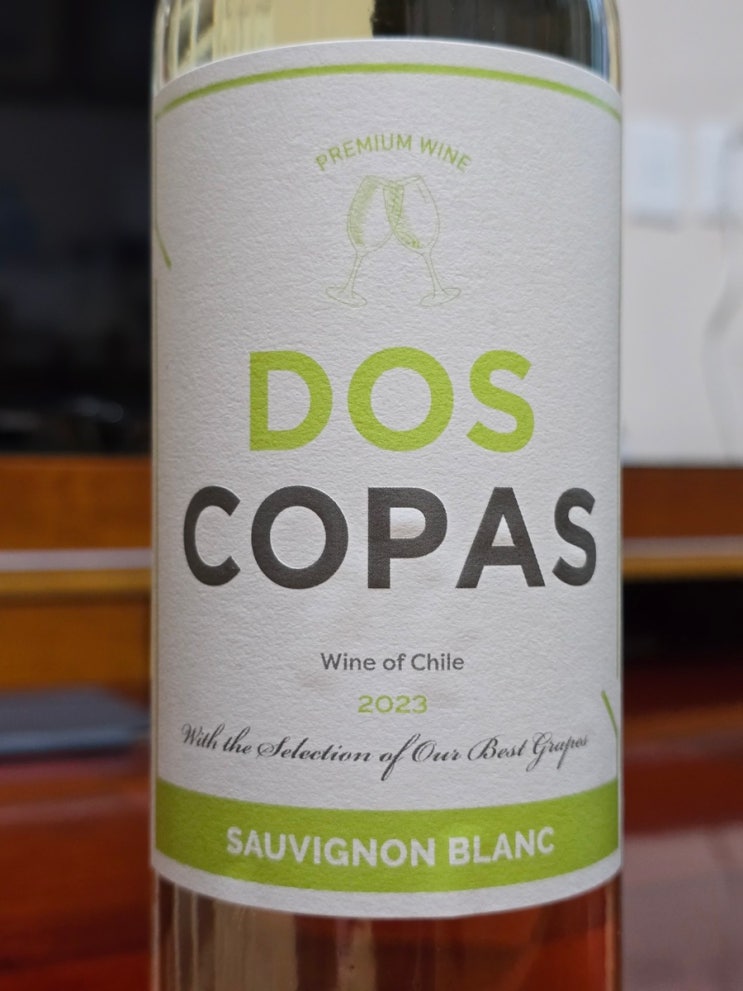 PREMIUM WINE
DOS
COPAS
Wine of Chile
2023
With the Selection of Our Best Grapes
SAUVIGNON BLANC